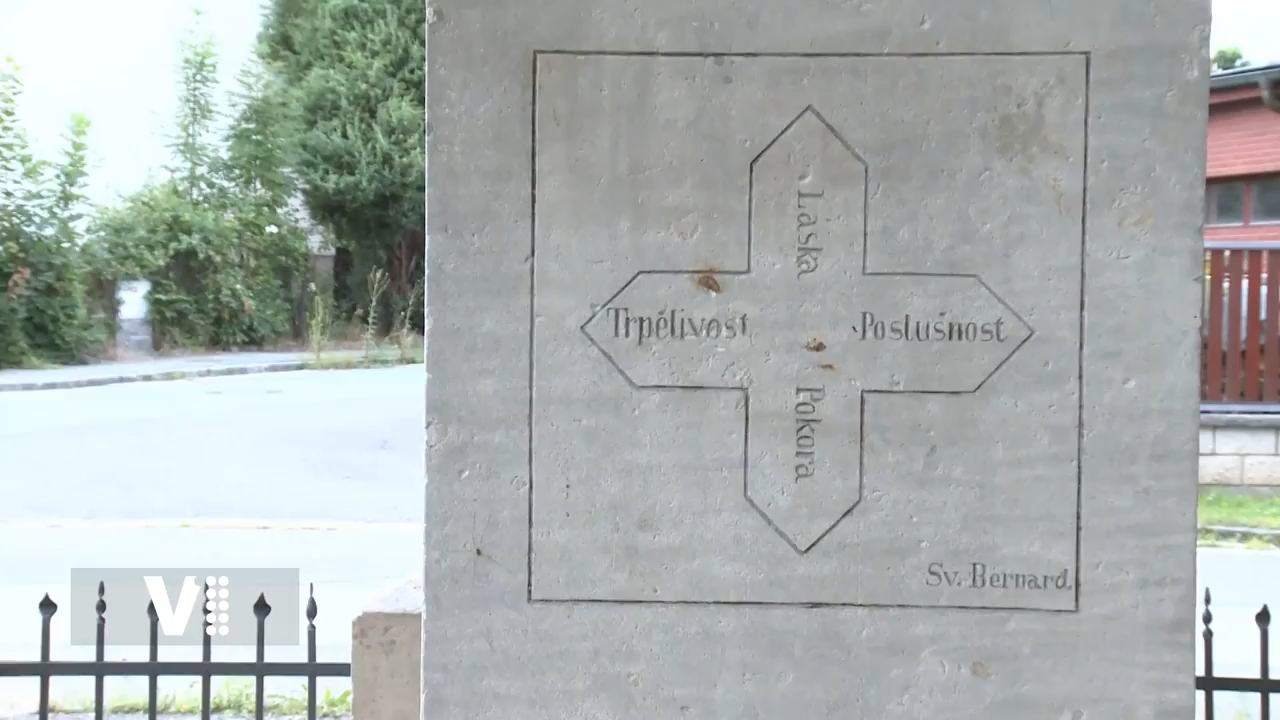 Láska
Trpělivost
Poslušnost
Pokora
Sv. Bernard.
V